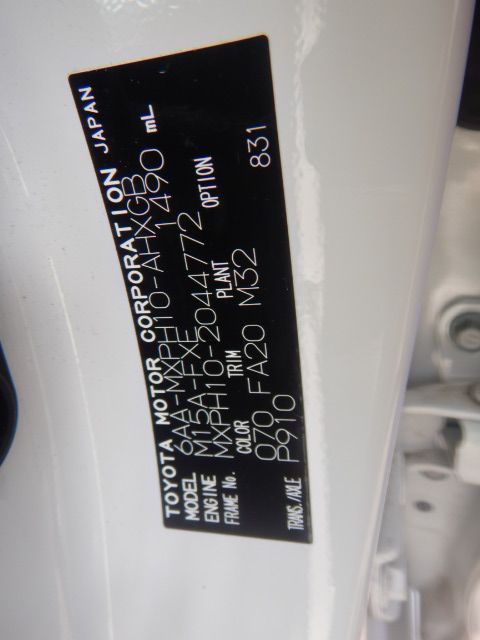 TOYOTA MOTOR CORPORATION JAPAN
MODEL 6AA-MXPH10-AHXGB
ENGINE M15A-FXE 1490 mL
FRAME No. MXPH10-2044772
COLOR TRIM PLANT OPTION
070 FA20 M32 831
TRANS./AXLE P910